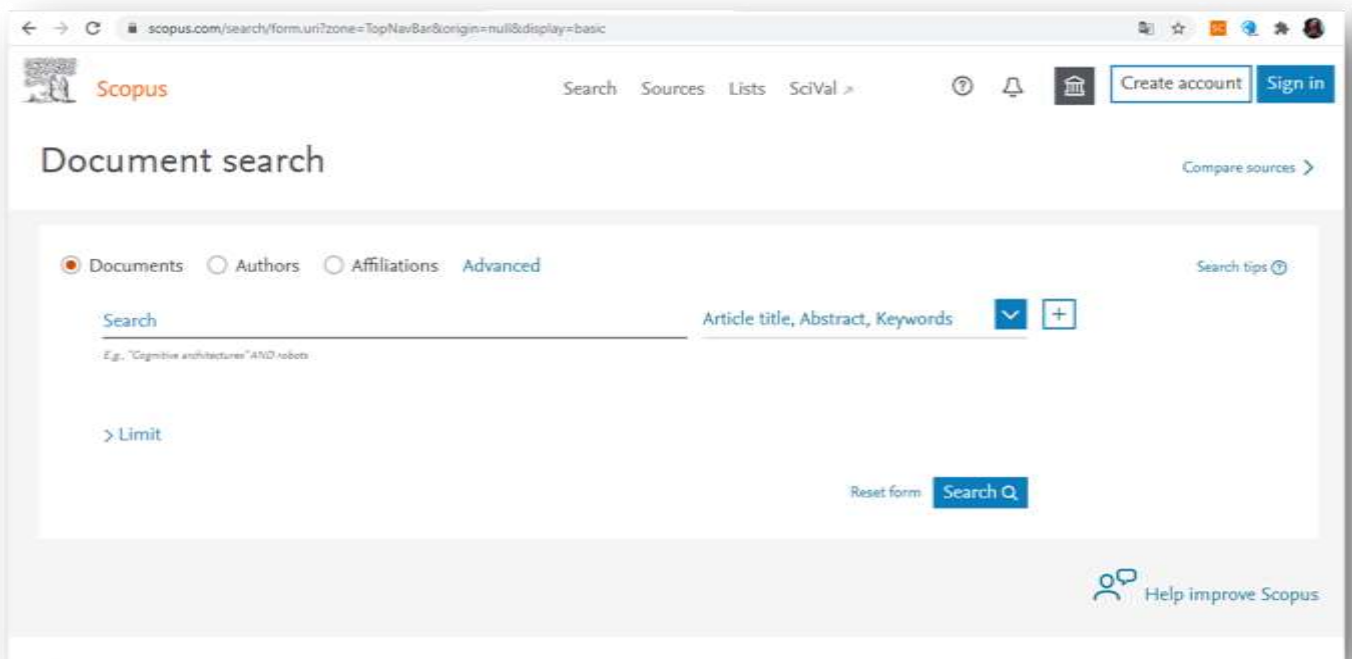 scopus.com/search/form.uri?zone=TopNavBar&origin=null&display=basic
Scopus Search Sources Lists SciVal Create account Sign in
Document search
Compare sources
Documents Authors Affiliations Advanced Search tips
Search Article title, Abstract, Keywords
E.g., "Cognitive architectures" AND robots
Limit
Reset form Search
Help improve Scopus